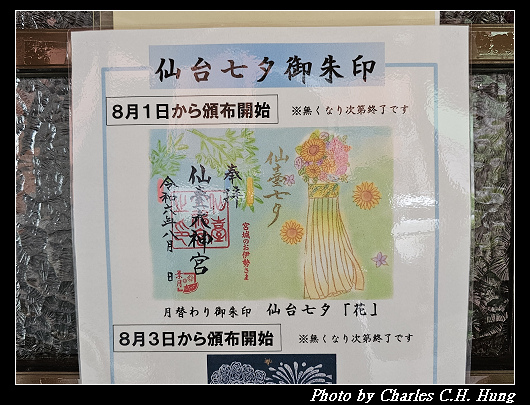 仙台七夕御朱印
8月1日から頒布開始
※無くなり次第終了です
奉拝
仙臺七夕
仙臺大神宮
令和六年八月 日
宮城のお伊勢さま
月替わり御朱印 仙台七夕「花」
8月3日から頒布開始
※無くなり次第終了です
Photo by Charles C.H. Hung